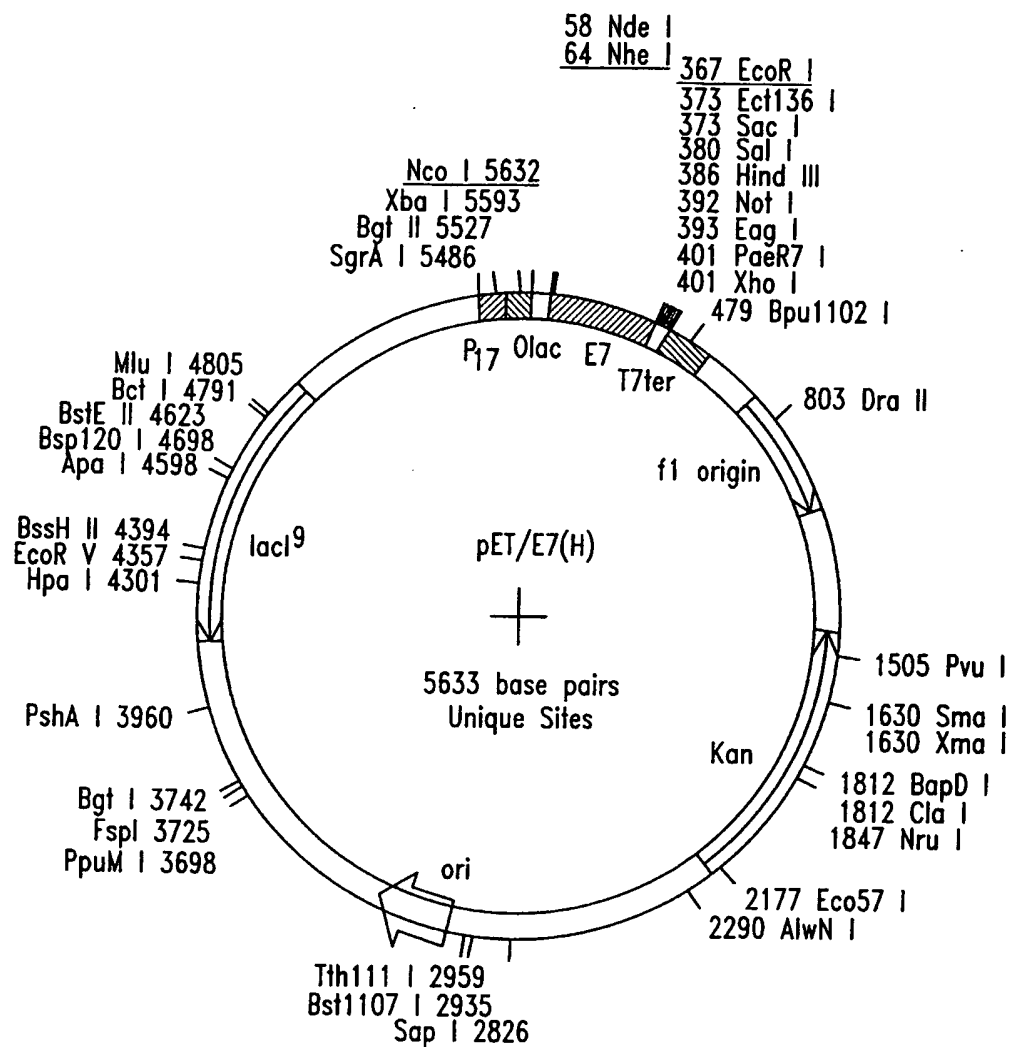 58 Nde I
64 Nhe I
367 EcoR I
373 Ect136 I
373 Sac I
380 Sal I
386 Hind III
392 Not I
393 Eag I
401 PaeR7 I
401 Xho I
479 Bpu1102 I
Nco I 5632
Xba I 5593
Bgt II 5527
SgrA I 5486
P17 Olac E7 T7ter
Mlu I 4805
Bct I 4791
BstE II 4623
Bsp120 I 4698
Apa I 4598
803 Dra II
f1 origin
BssH II 4394
EcoR V 4357
Hpa I 4301
lacI9
pET/E7(H)
5633 base pairs
Unique Sites
1505 Pvu I
1630 Sma I
1630 Xma I
Kan
1812 BapD I
1812 Cla I
1847 Nru I
PshA I 3960
Bgt I 3742
FspI 3725
PpuM I 3698
ori
2177 Eco57 I
2290 AlwN I
Tth111 I 2959
Bst1107 I 2935
Sap I 2826